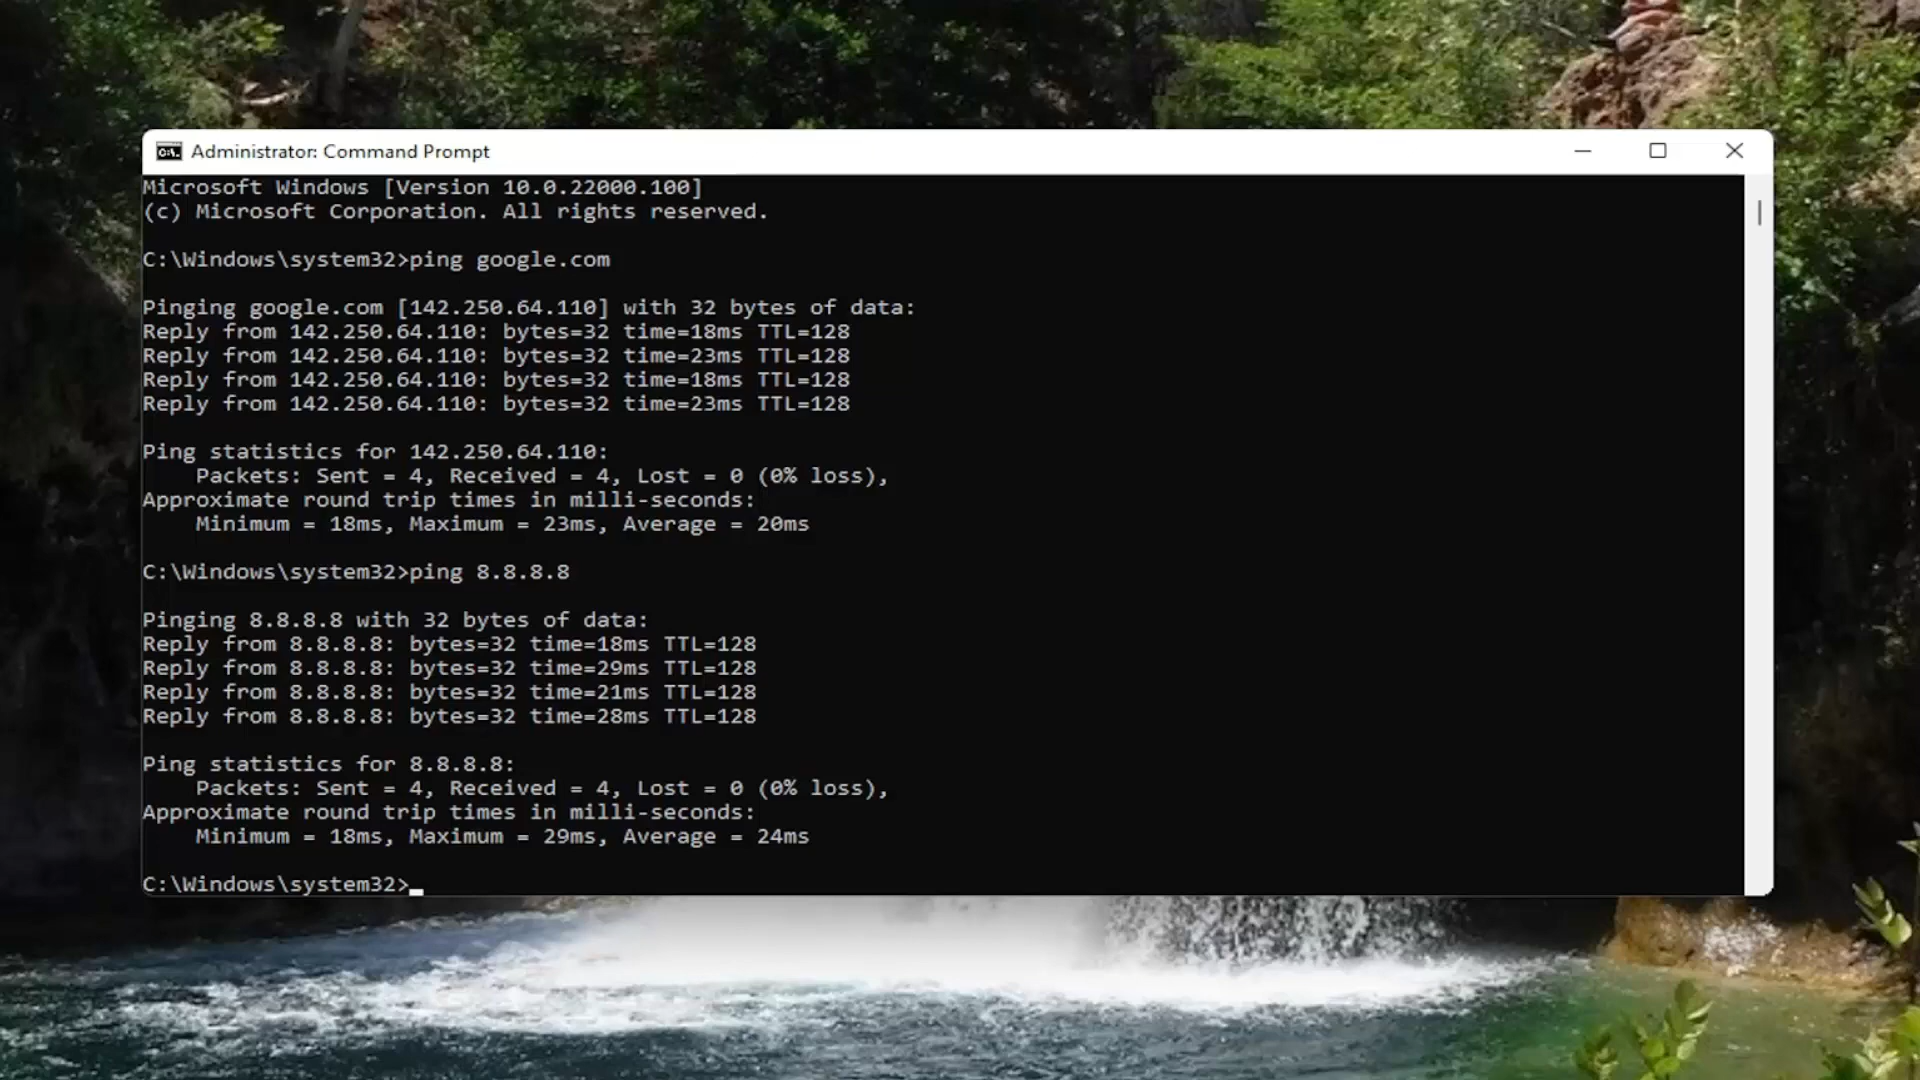 Administrator: Command Prompt
Microsoft Windows [Version 10.0.22000.100]
(c) Microsoft Corporation. All rights reserved.
C:\Windows\system32>ping google.com
Pinging google.com [142.250.64.110] with 32 bytes of data:
Reply from 142.250.64.110: bytes=32 time=18ms TTL=128
Reply from 142.250.64.110: bytes=32 time=23ms TTL=128
Reply from 142.250.64.110: bytes=32 time=18ms TTL=128
Reply from 142.250.64.110: bytes=32 time=23ms TTL=128
Ping statistics for 142.250.64.110:
Packets: Sent = 4, Received = 4, Lost = 0 (0% loss),
Approximate round trip times in milli-seconds:
Minimum = 18ms, Maximum = 23ms, Average = 20ms
C:\Windows\system32>ping 8.8.8.8
Pinging 8.8.8.8 with 32 bytes of data:
Reply from 8.8.8.8: bytes=32 time=18ms TTL=128
Reply from 8.8.8.8: bytes=32 time=29ms TTL=128
Reply from 8.8.8.8: bytes=32 time=21ms TTL=128
Reply from 8.8.8.8: bytes=32 time=28ms TTL=128
Ping statistics for 8.8.8.8:
Packets: Sent = 4, Received = 4, Lost = 0 (0% loss),
Approximate round trip times in milli-seconds:
Minimum = 18ms, Maximum = 29ms, Average = 24ms
C:\Windows\system32>